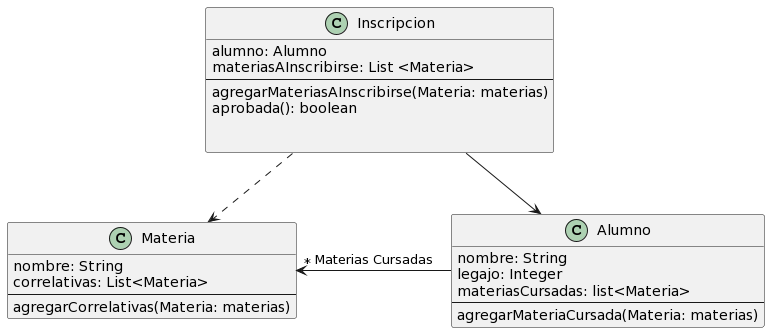 C Inscripcion
alumno: Alumno
materiasAInscribirse: List <Materia>
agregarMateriasAInscribirse(Materia: materias)
aprobada(): boolean
C Materia
nombre: String
correlativas: List<Materia>
agregarCorrelativas(Materia: materias)
* Materias Cursadas
C Alumno
nombre: String
legajo: Integer
materiasCursadas: list<Materia>
agregarMateriaCursada(Materia: materias)